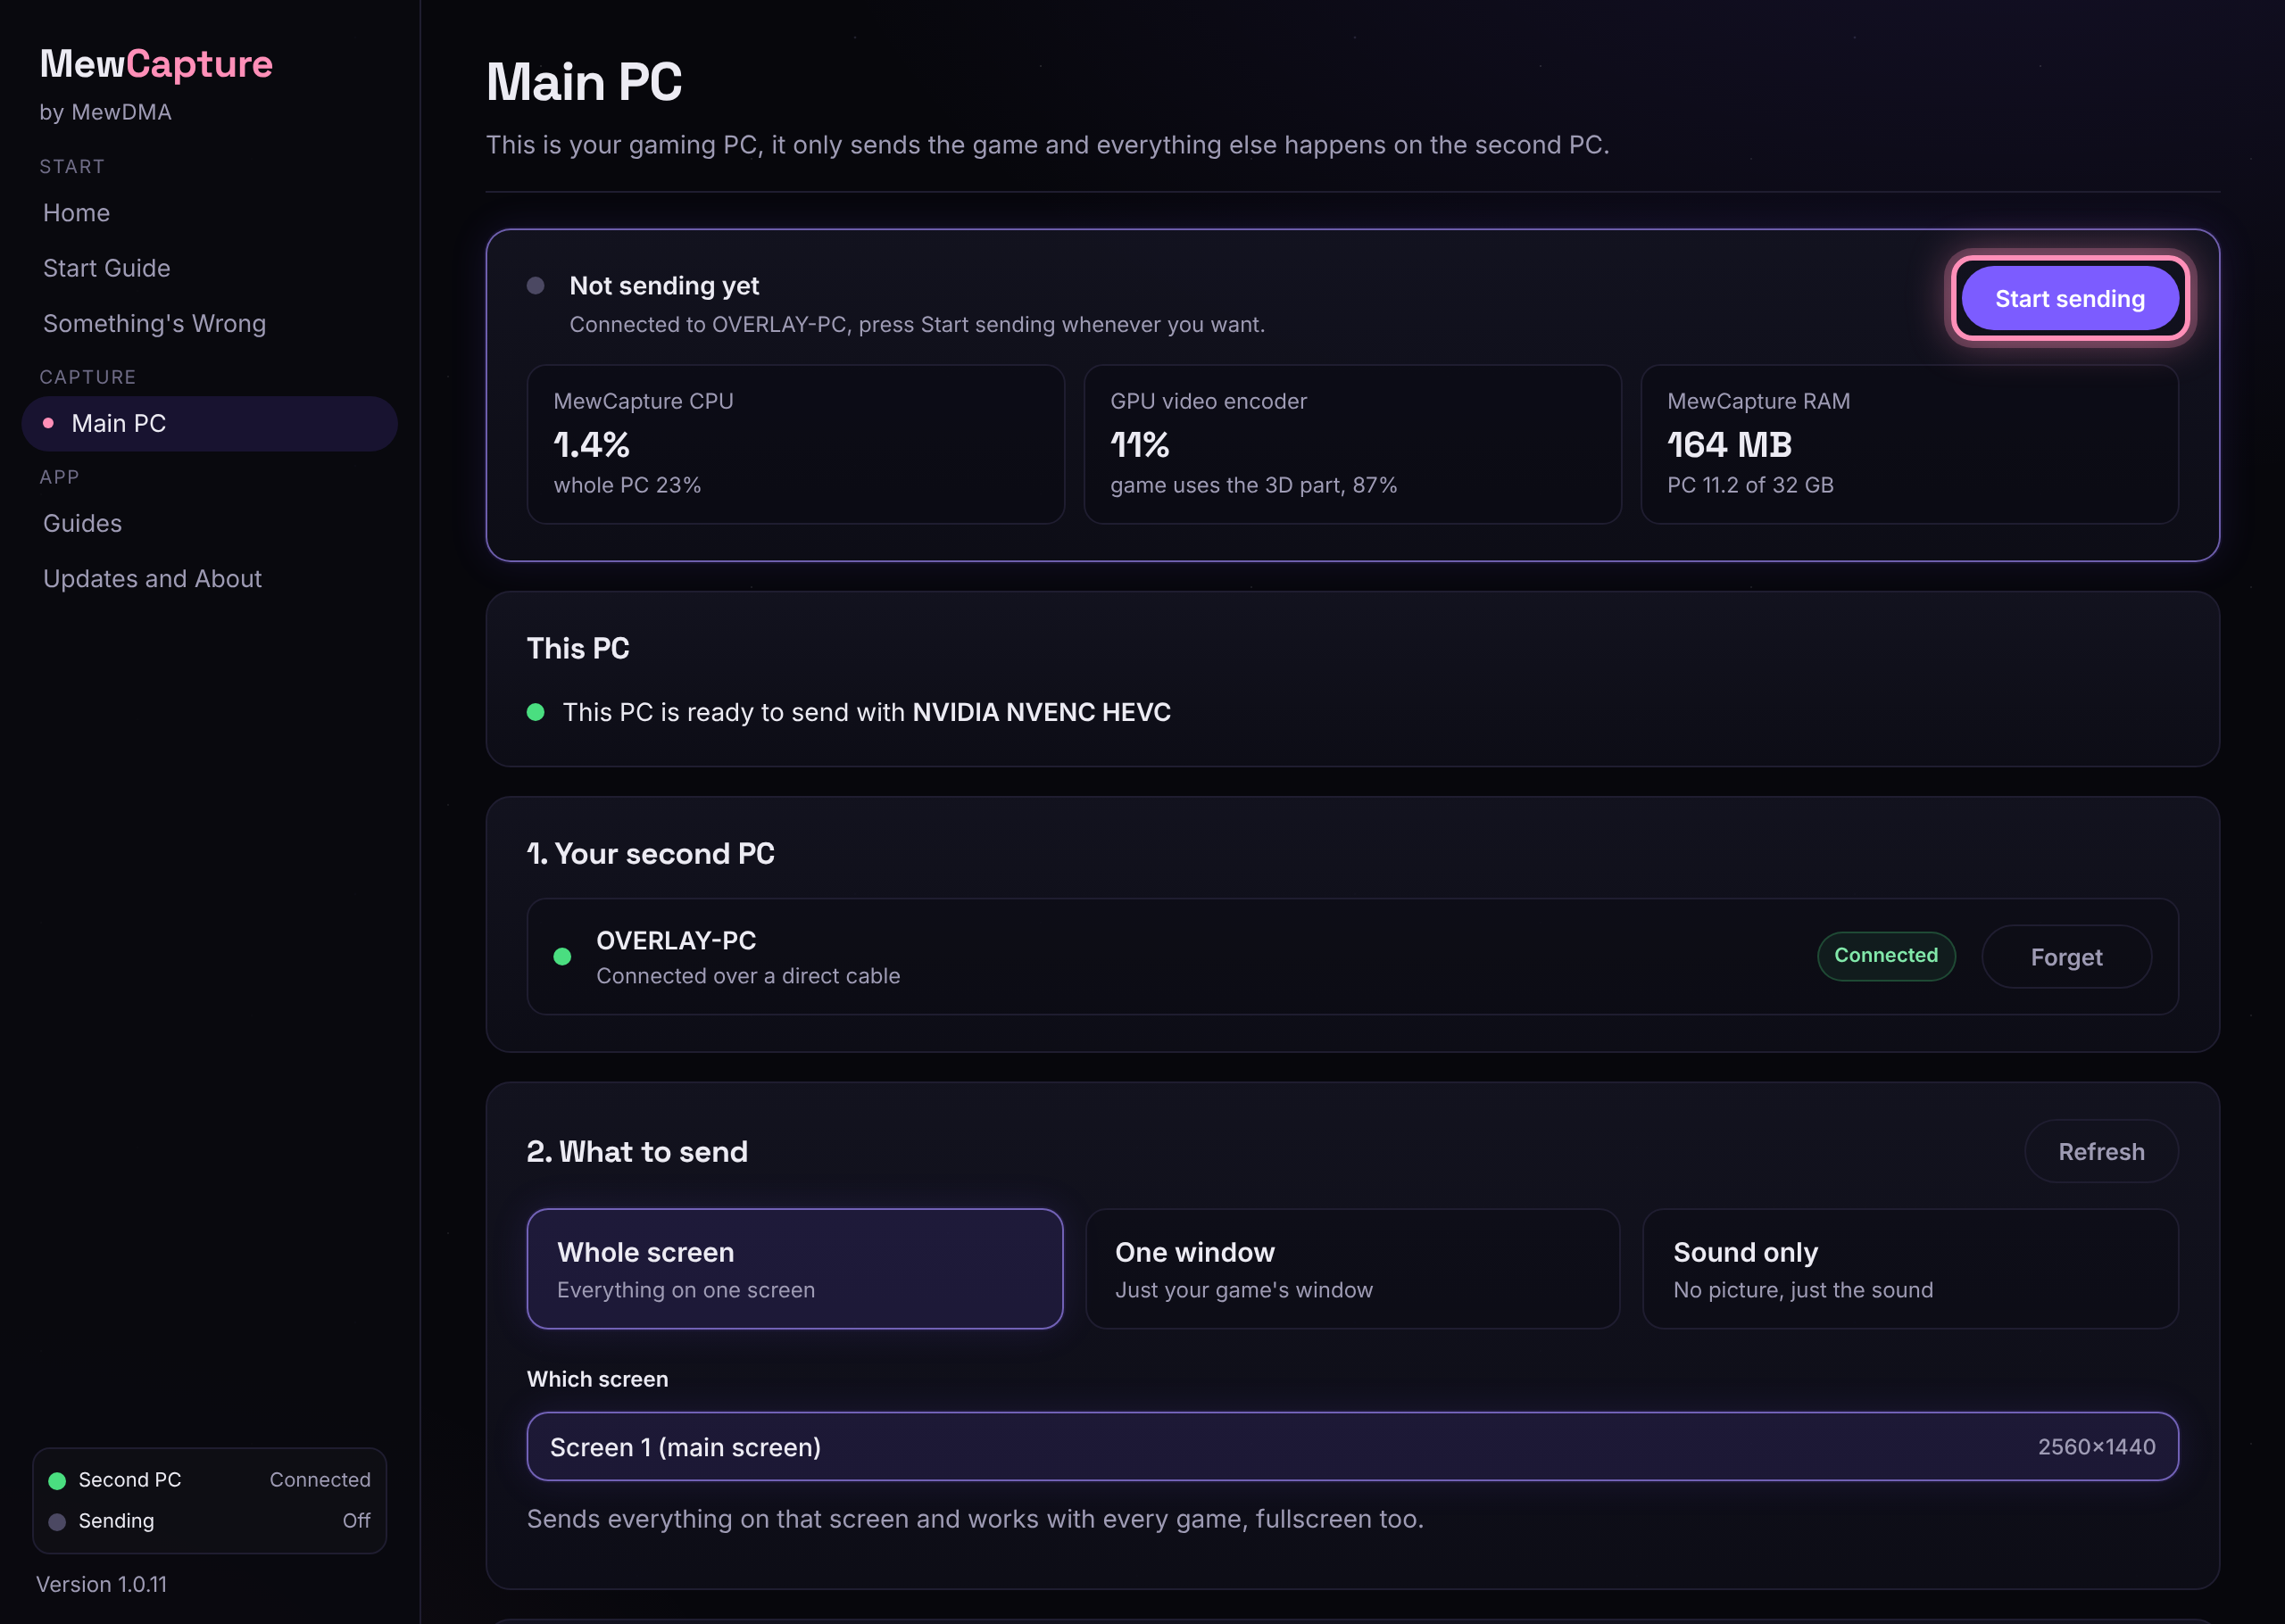 MewCapture
by MewDMA
START
Home
Start Guide
Something's Wrong
CAPTURE
Main PC
APP
Guides
Updates and About
Second PC Connected
Sending Off
Version 1.0.11
Main PC
This is your gaming PC, it only sends the game and everything else happens on the second PC.
Not sending yet
Connected to OVERLAY-PC, press Start sending whenever you want.
Start sending
MewCapture CPU
1.4%
whole PC 23%
GPU video encoder
11%
game uses the 3D part, 87%
MewCapture RAM
164 MB
PC 11.2 of 32 GB
This PC
This PC is ready to send with NVIDIA NVENC HEVC
1. Your second PC
OVERLAY-PC
Connected over a direct cable
Connected
Forget
2. What to send
Refresh
Whole screen
Everything on one screen
One window
Just your game's window
Sound only
No picture, just the sound
Which screen
Screen 1 (main screen) 2560×1440
Sends everything on that screen and works with every game, fullscreen too.